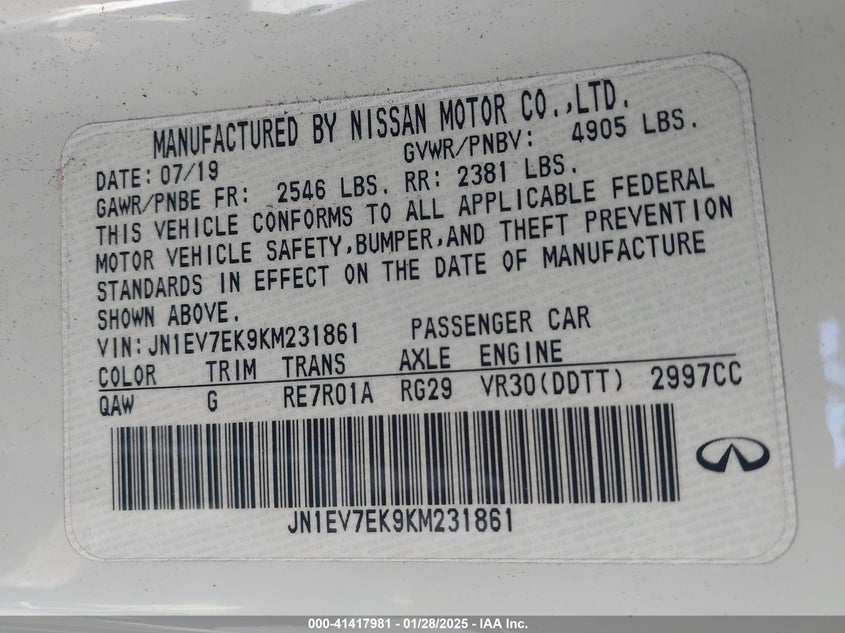 MANUFACTURED BY NISSAN MOTOR CO.,LTD.
DATE: 07/19 GVWR/PNBV: 4905 LBS.
GAWR/PNBE FR: 2546 LBS. RR: 2381 LBS.
THIS VEHICLE CONFORMS TO ALL APPLICABLE FEDERAL
MOTOR VEHICLE SAFETY,BUMPER,AND THEFT PREVENTION
STANDARDS IN EFFECT ON THE DATE OF MANUFACTURE
SHOWN ABOVE.
VIN:JN1EV7EK9KM231861 PASSENGER CAR
COLOR TRIM TRANS AXLE ENGINE
QAW G RE7R01A RG29 VR30(DDTT) 2997CC
JN1EV7EK9KM231861
000-41417981 - 01/28/2025 - IAA Inc.